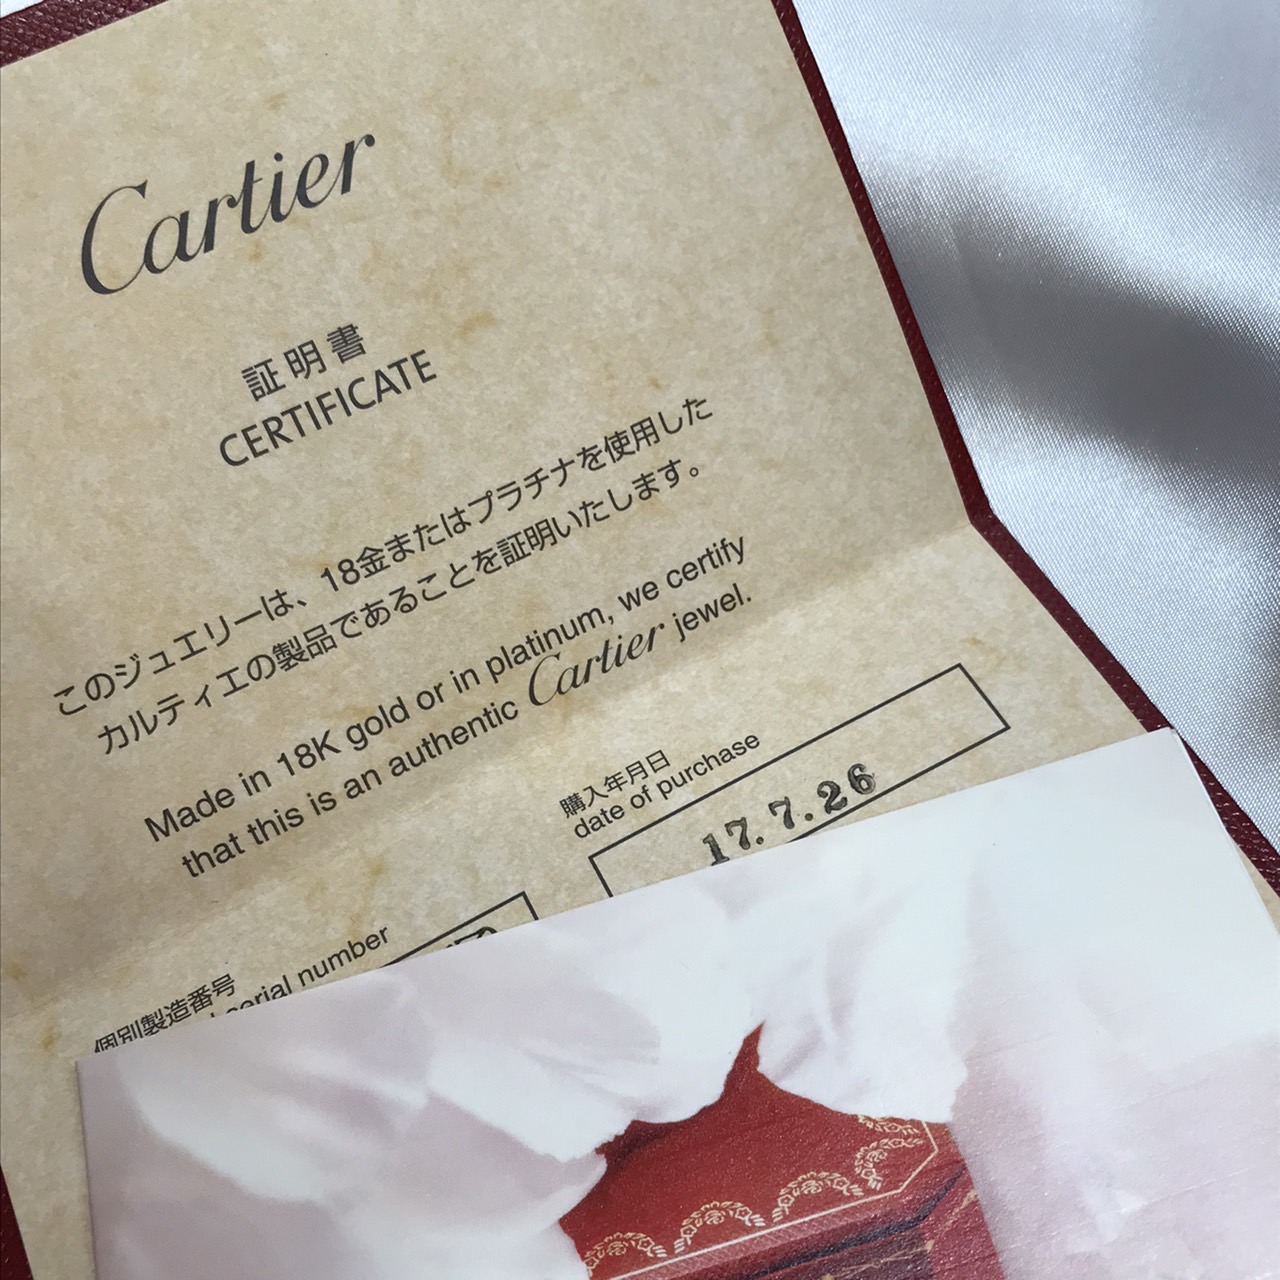 Cartier
証明書
CERTIFICATE
このジュエリーは、18金またはプラチナを使用した
カルティエの製品であることを証明いたします。
Made in 18K gold or in platinum, we certify
that this is an authentic Cartier jewel.
購入年月日
date of purchase
17.7.26
個別製造番号
serial number